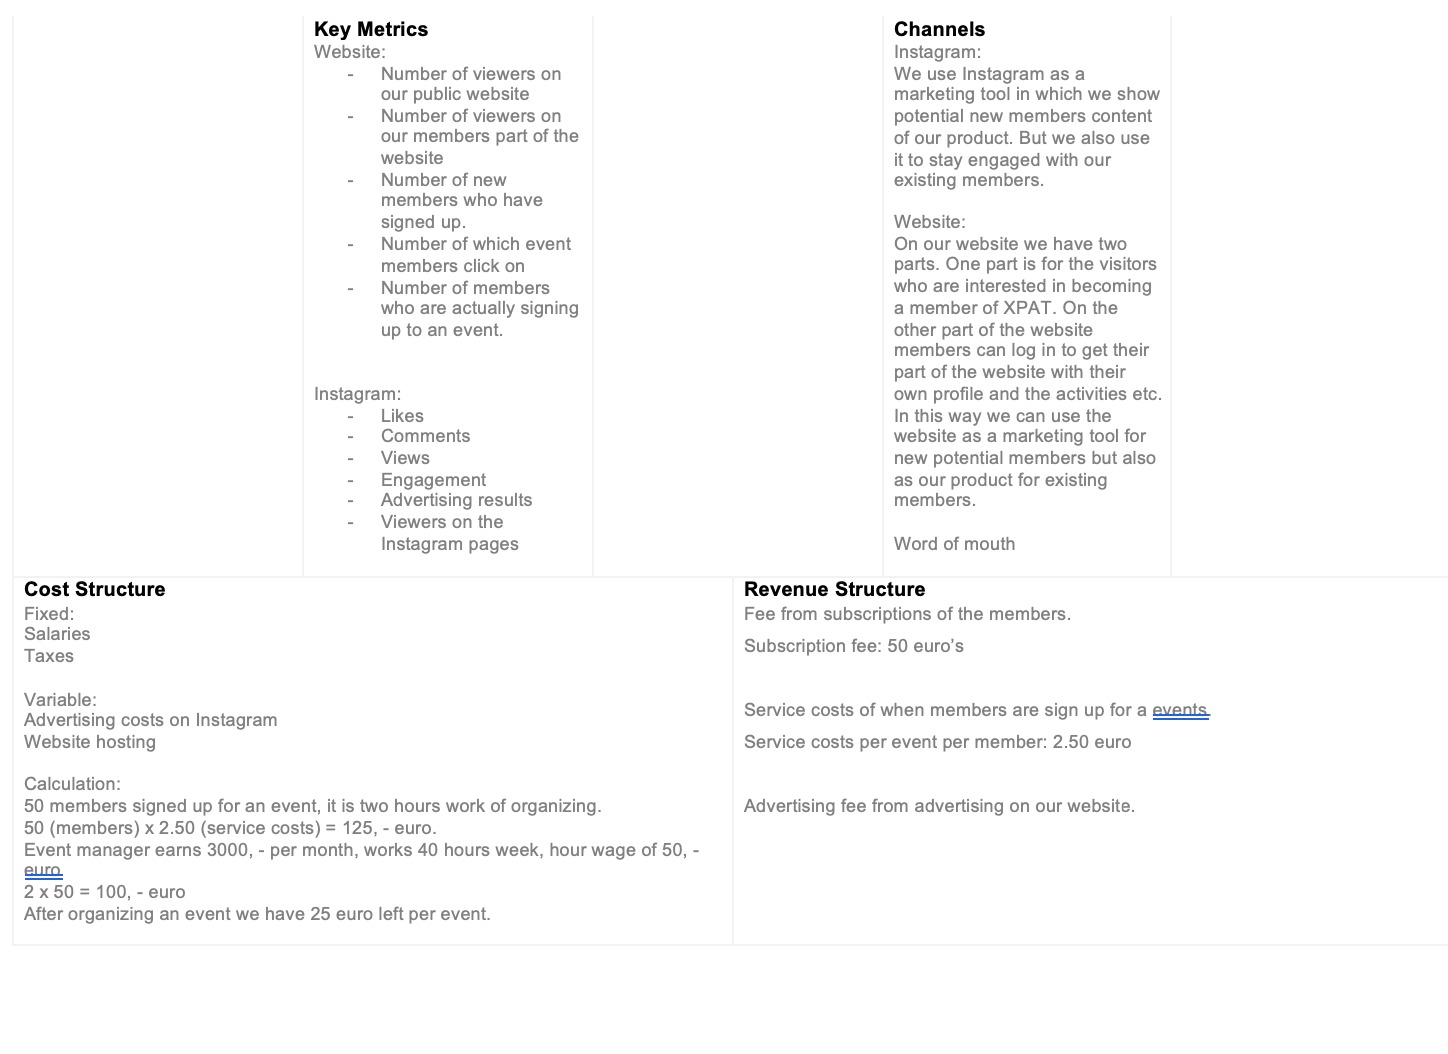 Key Metrics
Website:
- Number of viewers on
our public website
- Number of viewers on
our members part of the
website
- Number of new
members who have
signed up.
- Number of which event
members click on
- Number of members
who are actually signing
up to an event.
Instagram:
- Likes
- Comments
- Views
- Engagement
- Advertising results
- Viewers on the
Instagram pages
Channels
Instagram:
We use Instagram as a
marketing tool in which we show
potential new members content
of our product. But we also use
it to stay engaged with our
existing members.
Website:
On our website we have two
parts. One part is for the visitors
who are interested in becoming
a member of XPAT. On the
other part of the website
members can log in to get their
part of the website with their
own profile and the activities etc.
In this way we can use the
website as a marketing tool for
new potential members but also
as our product for existing
members.
Word of mouth
Cost Structure
Fixed:
Salaries
Taxes
Variable:
Advertising costs on Instagram
Website hosting
Calculation:
50 members signed up for an event, it is two hours work of organizing.
50 (members) x 2.50 (service costs) = 125, - euro.
Event manager earns 3000, - per month, works 40 hours week, hour wage of 50, -
euro
2 x 50 = 100, - euro
After organizing an event we have 25 euro left per event.
Revenue Structure
Fee from subscriptions of the members.
Subscription fee: 50 euro’s
Service costs of when members are sign up for a events
Service costs per event per member: 2.50 euro
Advertising fee from advertising on our website.